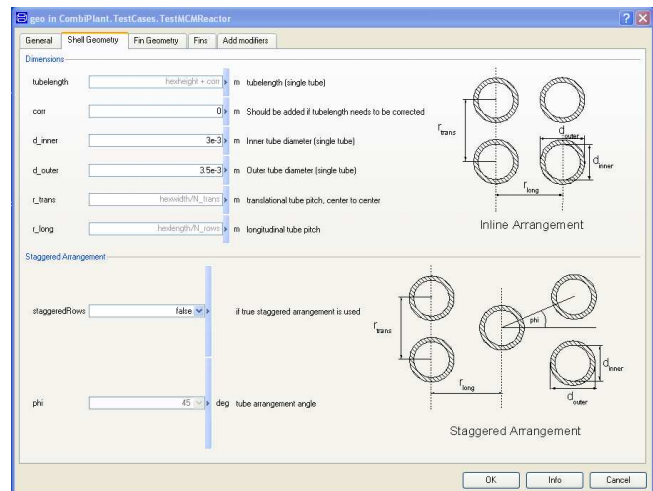 geo in CombiPlant.TestCases.TestMCMReactor
General Shell Geometry Fin Geometry Fins Add modifiers
Dimensions
tubelength hexheight + corr m tubelength (single tube)
corr 0 m Should be added if tubelength needs to be corrected
d_inner 3e-3 m Inner tube diameter (single tube)
d_outer 3.5e-3 m Outer tube diameter (single tube)
r_trans hexwidth/N_trans m translational tube pitch, center to center
r_long hexlength/N_rows m longitudinal tube pitch
r trans
d outer
d inner
r long
Inline Arrangement
Staggered Arrangement
staggeredRows false if true staggered arrangement is used
phi 45 deg tube arrangement angle
r trans
phi
d inner
r long
d outer
Staggered Arrangement
OK Info Cancel